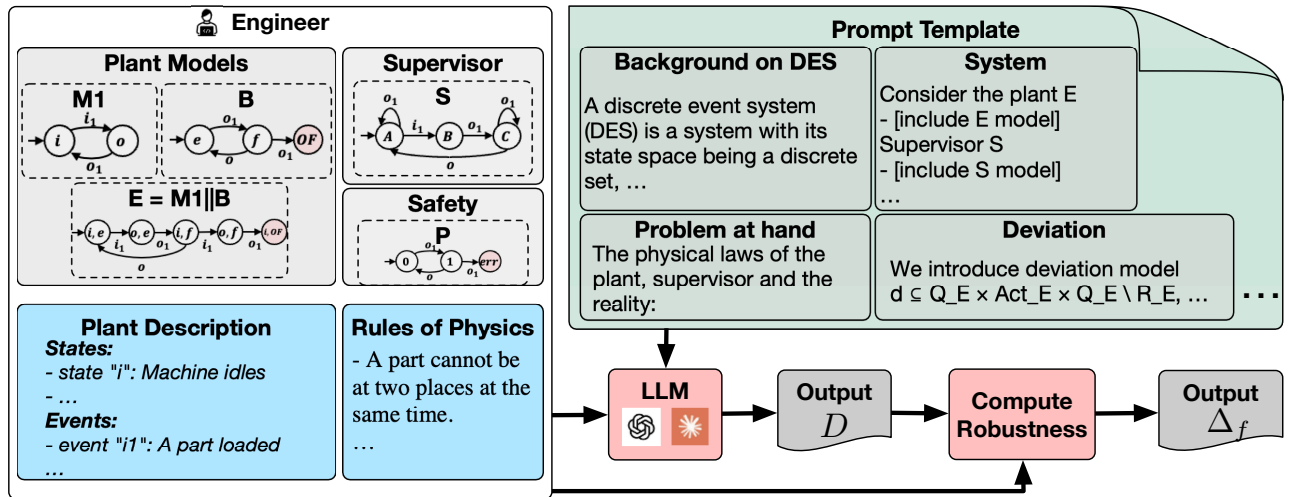 Engineer
Plant Models
M1
i
i₁
o
o₁
B
e
o₁
f
o
o₁
OF
E = M1||B
i, e
i₁
o, e
o₁
i, f
i₁
o, f
o₁
i, OF
o
Supervisor
S
o₁
o₁
A
i₁
B
o₁
C
o
Safety
P
0
o₁
1
o
o₁
err
Plant Description
States:
- state "i": Machine idles
- ...
Events:
- event "i1": A part loaded
...
Rules of Physics
- A part cannot be
at two places at the
same time.
...
Prompt Template
Background on DES
A discrete event system
(DES) is a system with its
state space being a discrete
set, ...
System
Consider the plant E
- [include E model]
Supervisor S
- [include S model]
...
Problem at hand
The physical laws of the
plant, supervisor and the
reality:
Deviation
We introduce deviation model
d ⊆ Q_E × Act_E × Q_E \ R_E, ...
...
LLM
Output
D
Compute
Robustness
Output
Δ_f